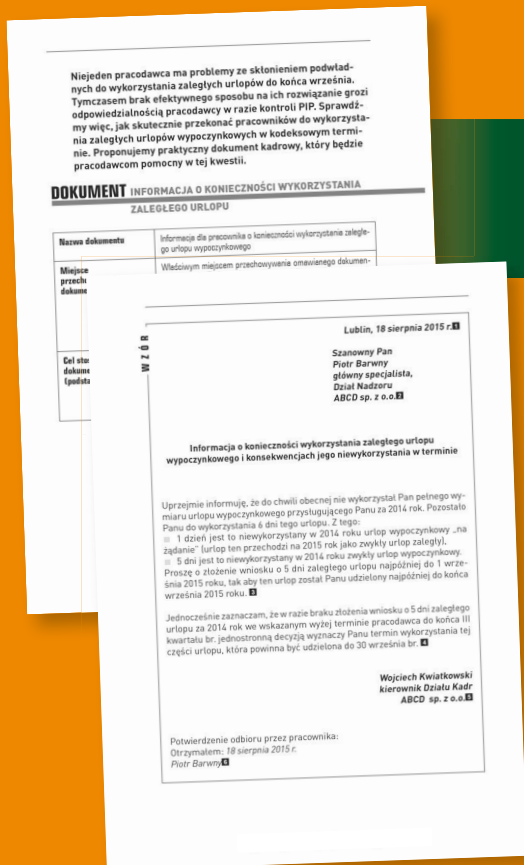 Niejeden pracodawca ma problemy ze skłonieniem podwład-
nych do wykorzystania zaległych urlopów do końca września.
Tymczasem brak efektywnego sposobu na ich rozwiązanie grozi
odpowiedzialnością pracodawcy w razie kontroli PIP. Sprawdź-
my więc, jak skutecznie przekonać pracowników do wykorzysta-
nia zaległych urlopów wypoczynkowych w kodeksowym termi-
nie. Proponujemy praktyczny dokument kadrowy, który będzie
pracodawcom pomocny w tej kwestii.
DOKUMENT INFORMACJA O KONIECZNOŚCI WYKORZYSTANIA
ZALEGŁEGO URLOPU
Nazwa dokumentu
Informacja dla pracownika o konieczności wykorzystania zaległe-
go urlopu wypoczynkowego
Miejsce
przech
dokume
Właściwym miejscem przechowywania omawianego dokumen-
Cel sto
dokume
(podsta
WZÓR
Lublin, 18 sierpnia 2015 r. 1
Szanowny Pan
Piotr Barwny
główny specjalista,
Dział Nadzoru
ABCD sp. z o.o. 2
Informacja o konieczności wykorzystania zaległego urlopu
wypoczynkowego i konsekwencjach jego niewykorzystania w terminie
Uprzejmie informuję, że do chwili obecnej nie wykorzystał Pan pełnego wy-
miaru urlopu wypoczynkowego przysługującego Panu za 2014 rok. Pozostało
Panu do wykorzystania 6 dni tego urlopu. Z tego:
1 dzień jest to niewykorzystany w 2014 roku urlop wypoczynkowy „na
żądanie” (urlop ten przechodzi na 2015 rok jako zwykły urlop zaległy),
5 dni jest to niewykorzystany w 2014 roku zwykły urlop wypoczynkowy.
Proszę o złożenie wniosku o 5 dni zaległego urlopu najpóźniej do 1 wrze-
śnia 2015 roku, tak aby ten urlop został Panu udzielony najpóźniej do końca
września 2015 roku. 3
Jednocześnie zaznaczam, że w razie braku złożenia wniosku o 5 dni zaległego
urlopu za 2014 rok we wskazanym wyżej terminie pracodawca do końca III
kwartału br. jednostronną decyzją wyznaczy Panu termin wykorzystania tej
części urlopu, która powinna być udzielona do 30 września br. 4
Wojciech Kwiatkowski
kierownik Działu Kadr
ABCD sp. z o.o. 5
Potwierdzenie odbioru przez pracownika:
Otrzymałem: 18 sierpnia 2015 r.
Piotr Barwny 6